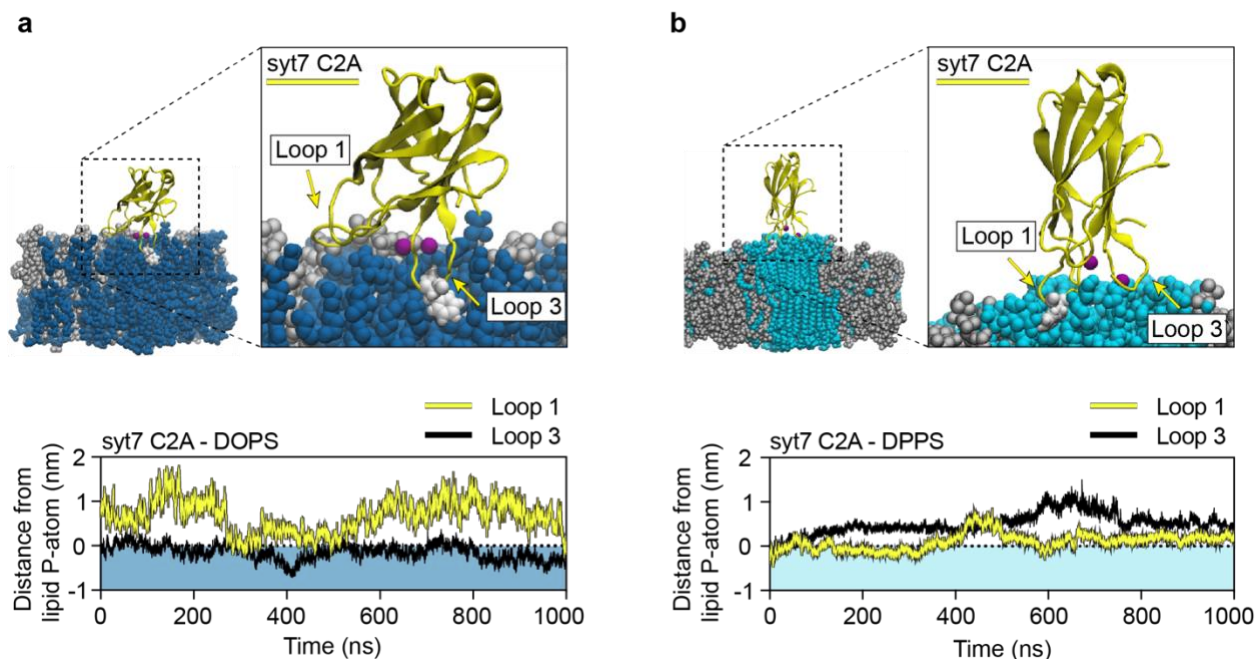 a
syt7 C2A
Loop 1
Loop 3
Loop 1
Loop 3
syt7 C2A - DOPS
Distance from
lipid P-atom (nm)
2
1
0
-1
0 200 400 600 800 1000
Time (ns)
b
syt7 C2A
Loop 1
Loop 3
Loop 1
Loop 3
syt7 C2A - DPPS
Distance from
lipid P-atom (nm)
2
1
0
-1
0 200 400 600 800 1000
Time (ns)